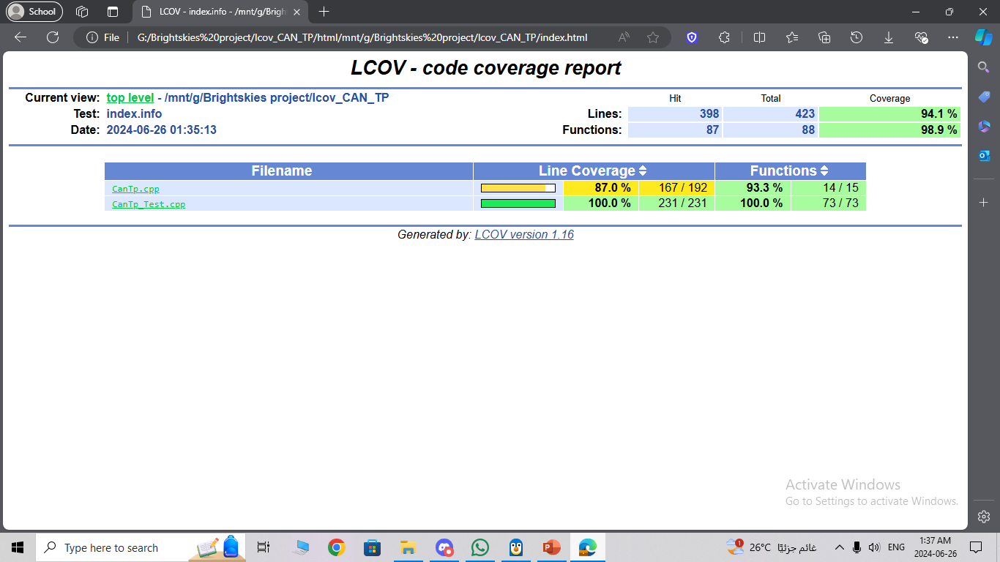 School
LCOV - index.info - /mnt/g/Brigh
File
G:/Brightskies%20project/lcov_CAN_TP/html/mnt/g/Brightskies%20project/lcov_CAN_TP/index.html
LCOV - code coverage report
Current view: top level - /mnt/g/Brightskies project/lcov_CAN_TP
Hit Total Coverage
Test: index.info
Lines: 398 423 94.1 %
Date: 2024-06-26 01:35:13
Functions: 87 88 98.9 %
Filename Line Coverage Functions
CanTp.cpp 87.0 % 167 / 192 93.3 % 14 / 15
CanTp_Test.cpp 100.0 % 231 / 231 100.0 % 73 / 73
Generated by: LCOV version 1.16
Activate Windows
Go to Settings to activate Windows.
Type here to search
1
26°C غائم جزئيًا
ENG
1:37 AM
2024-06-26